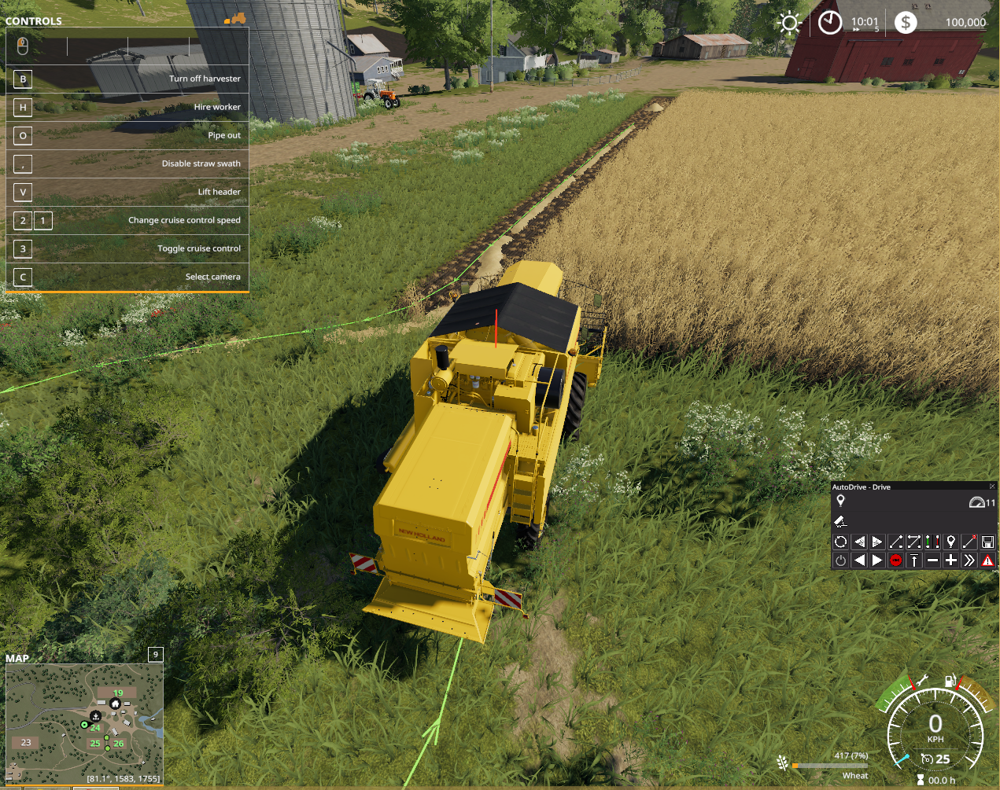 CONTROLS
B Turn off harvester
H Hire worker
O Pipe out
, Disable straw swath
V Lift header
2 1 Change cruise control speed
3 Toggle cruise control
C Select camera
10:01
$ 100,000
NEW HOLLAND
AutoDrive - Drive
11
MAP 9
19
24
23 25 26
[81.1°, 1583, 1755]
0
KPH
25
00.0 h
417 (7%)
Wheat